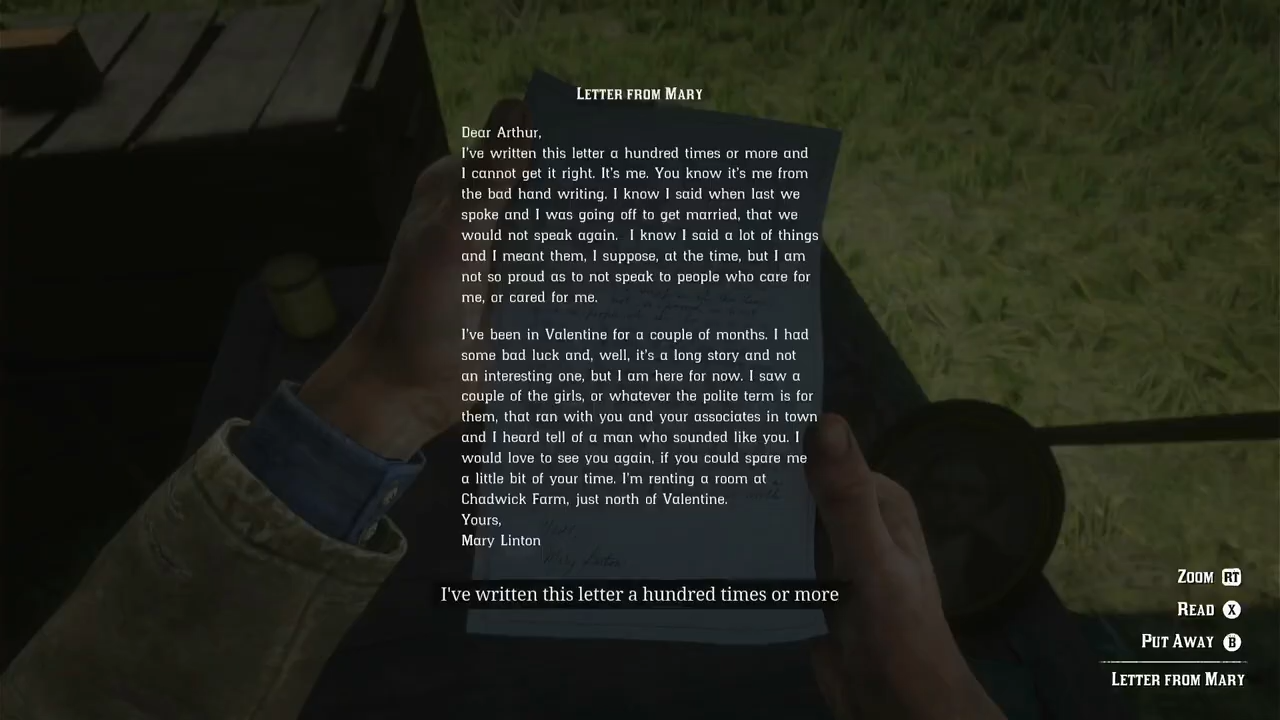 Letter from Mary
Dear Arthur,
I've written this letter a hundred times or more and
I cannot get it right. It's me. You know it's me from
the bad hand writing. I know I said when last we
spoke and I was going off to get married, that we
would not speak again.  I know I said a lot of things
and I meant them, I suppose, at the time, but I am
not so proud as to not speak to people who care for
me, or cared for me.
I've been in Valentine for a couple of months. I had
some bad luck and, well, it's a long story and not
an interesting one, but I am here for now. I saw a
couple of the girls, or whatever the polite term is for
them, that ran with you and your associates in town
and I heard tell of a man who sounded like you. I
would love to see you again, if you could spare me
a little bit of your time. I'm renting a room at
Chadwick Farm, just north of Valentine.
Yours,
Mary Linton
Mary Linton
I've written this letter a hundred times or more
Zoom RT
Read X
Put Away B
Letter from Mary